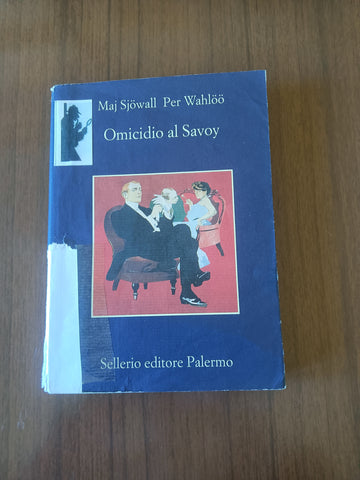 Maj Sjöwall Per Wahlöö
Omicidio al Savoy
Sellerio editore Palermo